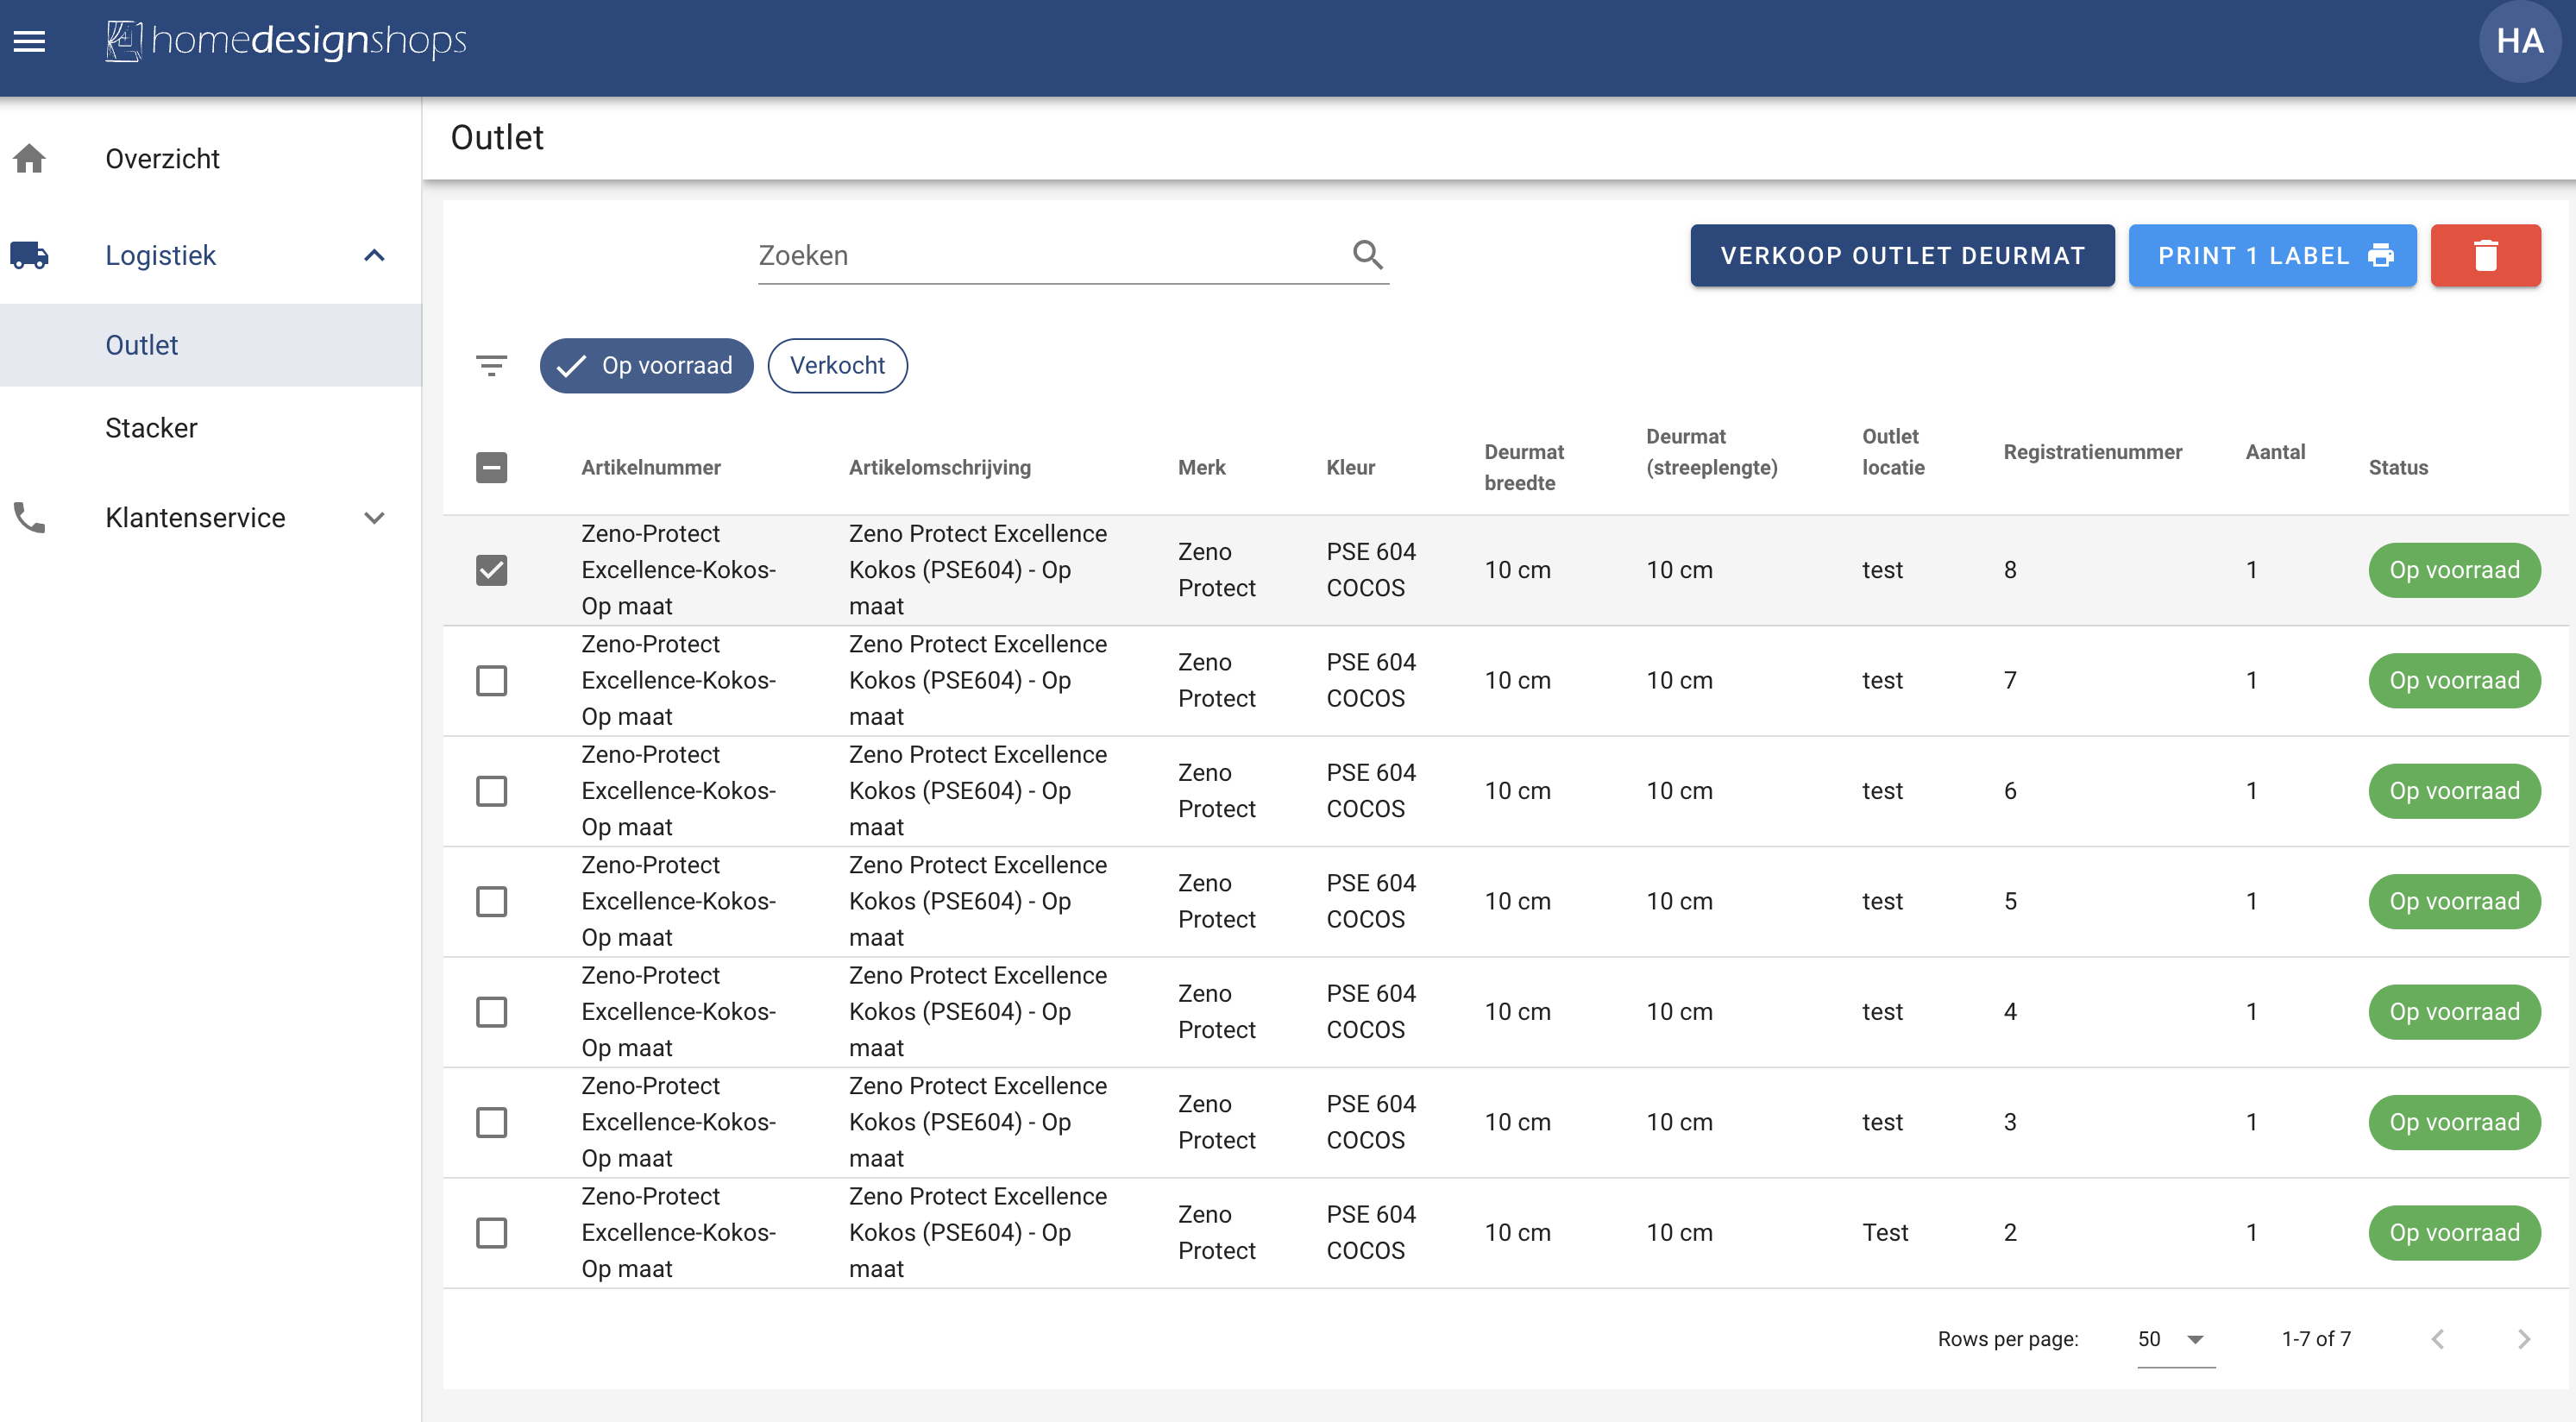 homedesignshops
HA
Overzicht
Logistiek
Outlet
Stacker
Klantenservice
Outlet
Zoeken
VERKOOP OUTLET DEURMAT
PRINT 1 LABEL
Op voorraad
Verkocht
Artikelnummer
Artikelomschrijving
Merk
Kleur
Deurmat
breedte
Deurmat
(streeplengte)
Outlet
locatie
Registratienummer
Aantal
Status
Zeno-Protect
Excellence-Kokos-
Op maat
Zeno Protect Excellence
Kokos (PSE604) - Op
maat
Zeno
Protect
PSE 604
COCOS
10 cm
10 cm
test
8
1
Op voorraad
Zeno-Protect
Excellence-Kokos-
Op maat
Zeno Protect Excellence
Kokos (PSE604) - Op
maat
Zeno
Protect
PSE 604
COCOS
10 cm
10 cm
test
7
1
Op voorraad
Zeno-Protect
Excellence-Kokos-
Op maat
Zeno Protect Excellence
Kokos (PSE604) - Op
maat
Zeno
Protect
PSE 604
COCOS
10 cm
10 cm
test
6
1
Op voorraad
Zeno-Protect
Excellence-Kokos-
Op maat
Zeno Protect Excellence
Kokos (PSE604) - Op
maat
Zeno
Protect
PSE 604
COCOS
10 cm
10 cm
test
5
1
Op voorraad
Zeno-Protect
Excellence-Kokos-
Op maat
Zeno Protect Excellence
Kokos (PSE604) - Op
maat
Zeno
Protect
PSE 604
COCOS
10 cm
10 cm
test
4
1
Op voorraad
Zeno-Protect
Excellence-Kokos-
Op maat
Zeno Protect Excellence
Kokos (PSE604) - Op
maat
Zeno
Protect
PSE 604
COCOS
10 cm
10 cm
test
3
1
Op voorraad
Zeno-Protect
Excellence-Kokos-
Op maat
Zeno Protect Excellence
Kokos (PSE604) - Op
maat
Zeno
Protect
PSE 604
COCOS
10 cm
10 cm
Test
2
1
Op voorraad
Rows per page:
50
1-7 of 7